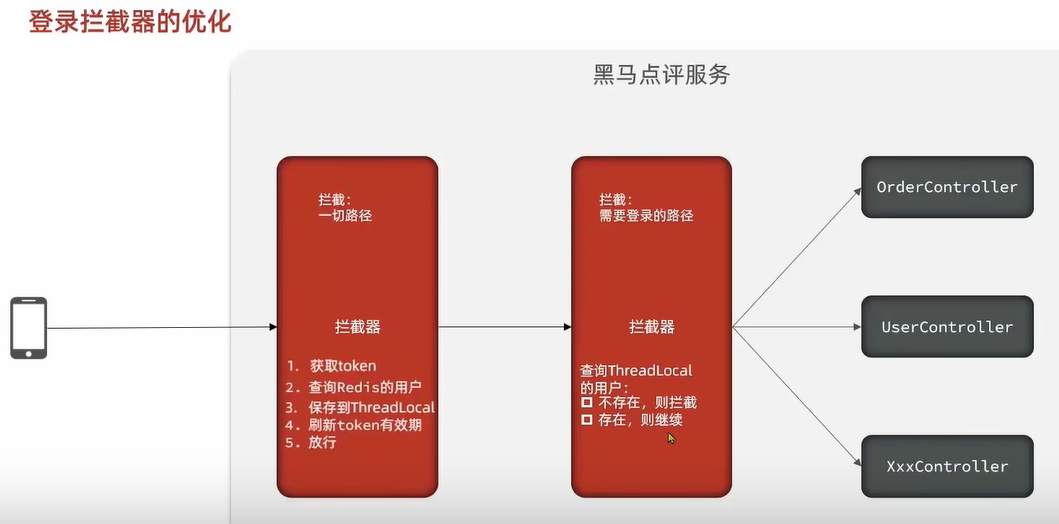 登录拦截器的优化
黑马点评服务
拦截：
一切路径
拦截器
1. 获取token
2. 查询Redis的用户
3. 保存到ThreadLocal
4. 刷新token有效期
5. 放行
拦截：
需要登录的路径
拦截器
查询ThreadLocal
的用户：
不存在，则拦截
存在，则继续
OrderController
UserController
XxxController